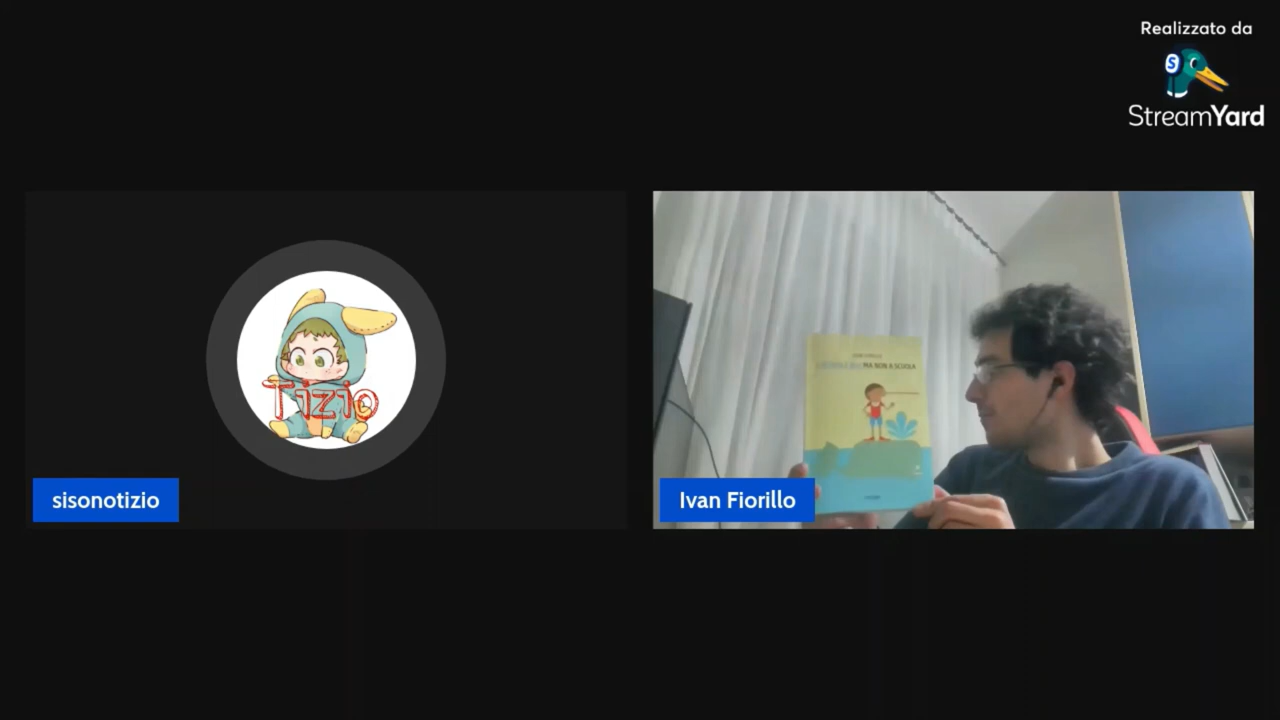 Realizzato da
S
StreamYard
Tizio
MA NON A SCUOLA
sisonotizio
Ivan Fiorillo